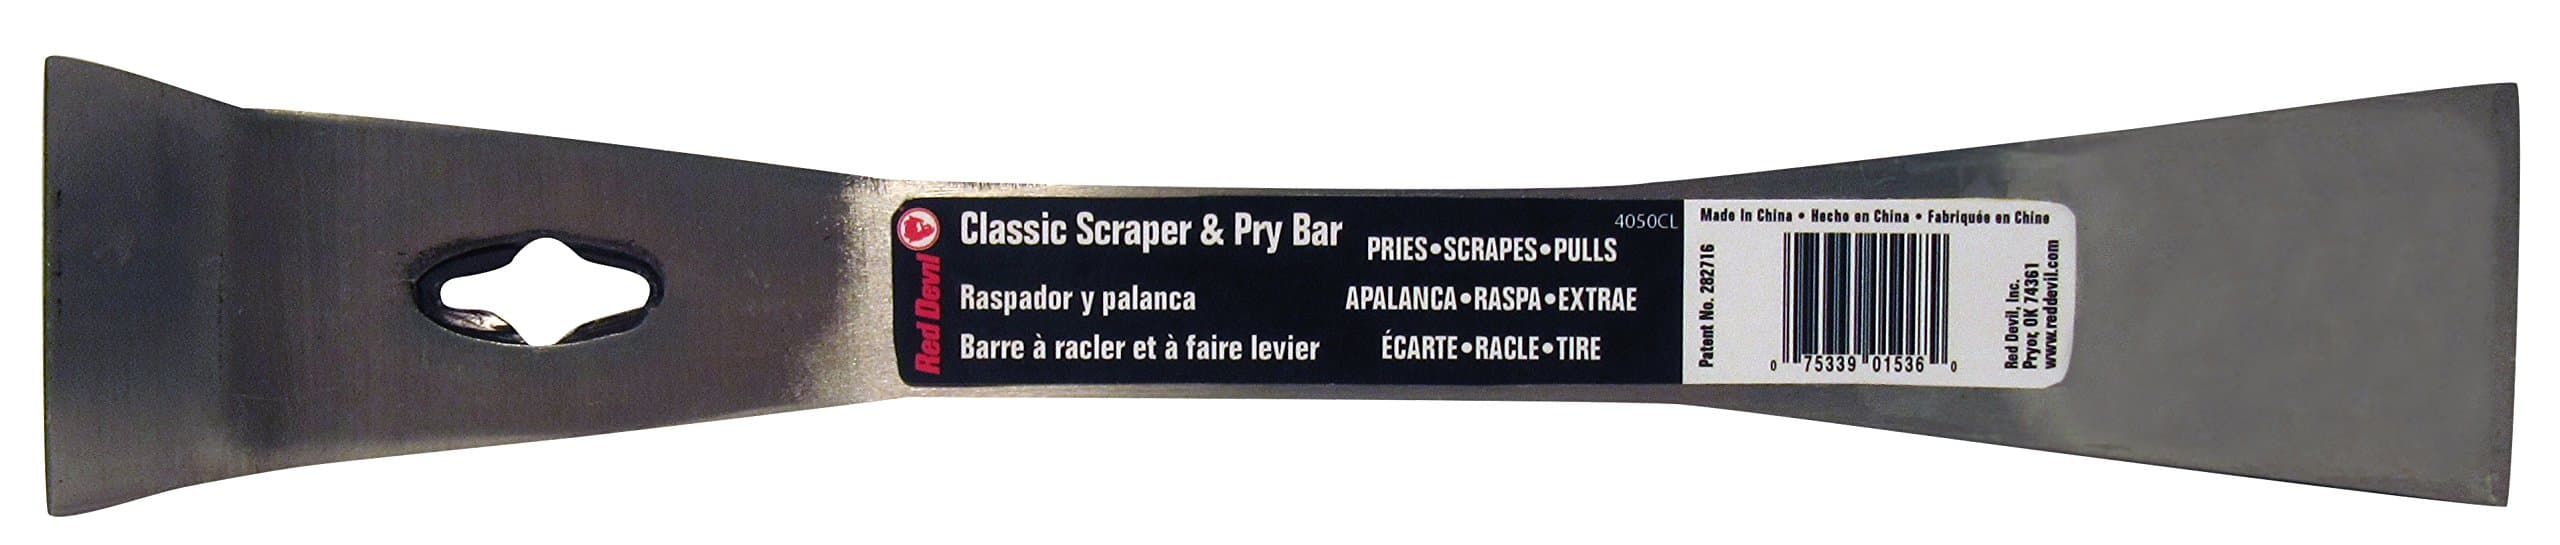 Red Devil
Classic Scraper & Pry Bar
Raspador y palanca
Barre à racler et à faire levier
PRIES•SCRAPES•PULLS
APALANCA•RASPA•EXTRAE
ÉCARTE•RACLE•TIRE
4050CL
Made In China • Hecho en China • Fabriquée en Chine
Patent No. 282716
0 75339 01536 0
Red Devil, Inc.
Pryor, OK 74361
www.reddevil.com